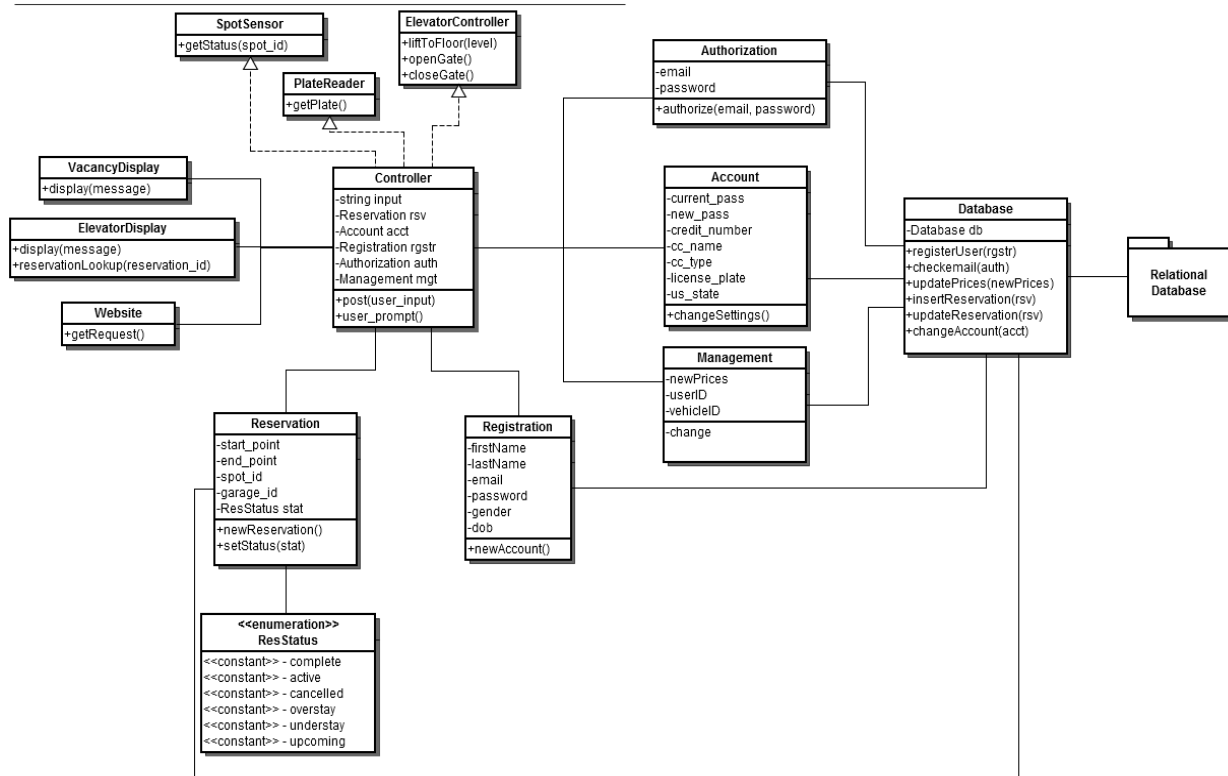 SpotSensor
+getStatus(spot_id)
ElevatorController
+liftToFloor(level)
+openGate()
+closeGate()
PlateReader
+getPlate()
Authorization
-email
-password
+authorize(email, password)
VacancyDisplay
+display(message)
ElevatorDisplay
+display(message)
+reservationLookup(reservation_id)
Website
+getRequest()
Controller
-string input
-Reservation rsv
-Account acct
-Registration rgstr
-Authorization auth
-Management mgt
+post(user_input)
+user_prompt()
Account
-current_pass
-new_pass
-credit_number
-cc_name
-cc_type
-license_plate
-us_state
+changeSettings()
Database
-Database db
+registerUser(rgstr)
+checkemail(auth)
+updatePrices(newPrices)
+insertReservation(rsv)
+updateReservation(rsv)
+changeAccount(acct)
Relational
Database
Management
-newPrices
-userID
-vehicleID
-change
Reservation
-start_point
-end_point
-spot_id
-garage_id
-ResStatus stat
+newReservation()
+setStatus(stat)
Registration
-firstName
-lastName
-email
-password
-gender
-dob
+newAccount()
<<enumeration>>
ResStatus
<<constant>> - complete
<<constant>> - active
<<constant>> - cancelled
<<constant>> - overstay
<<constant>> - understay
<<constant>> - upcoming